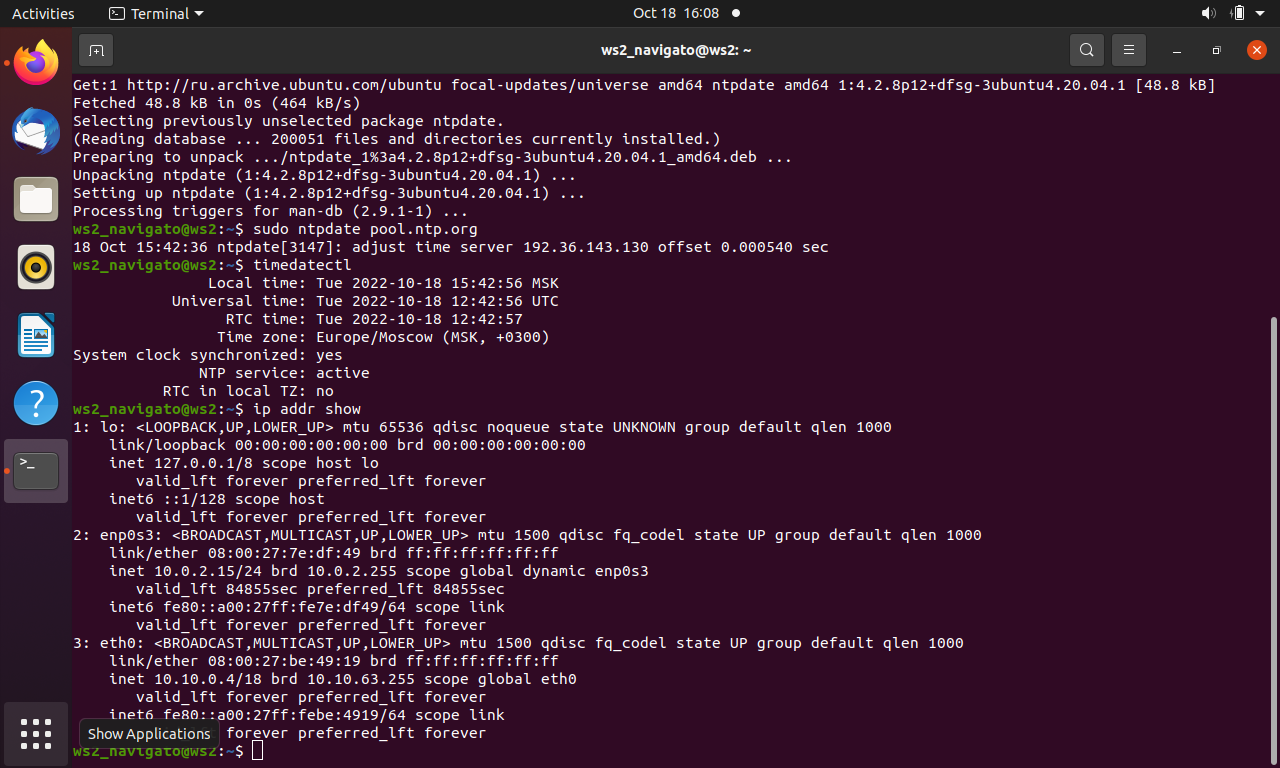 Activities
Terminal
Oct 18 16:08
ws2_navigato@ws2: ~
Get:1 http://ru.archive.ubuntu.com/ubuntu focal-updates/universe amd64 ntpdate amd64 1:4.2.8p12+dfsg-3ubuntu4.20.04.1 [48.8 kB]
Fetched 48.8 kB in 0s (464 kB/s)
Selecting previously unselected package ntpdate.
(Reading database ... 200051 files and directories currently installed.)
Preparing to unpack .../ntpdate_1%3a4.2.8p12+dfsg-3ubuntu4.20.04.1_amd64.deb ...
Unpacking ntpdate (1:4.2.8p12+dfsg-3ubuntu4.20.04.1) ...
Setting up ntpdate (1:4.2.8p12+dfsg-3ubuntu4.20.04.1) ...
Processing triggers for man-db (2.9.1-1) ...
ws2_navigato@ws2:~$ sudo ntpdate pool.ntp.org
18 Oct 15:42:36 ntpdate[3147]: adjust time server 192.36.143.130 offset 0.000540 sec
ws2_navigato@ws2:~$ timedatectl
Local time: Tue 2022-10-18 15:42:56 MSK
Universal time: Tue 2022-10-18 12:42:56 UTC
RTC time: Tue 2022-10-18 12:42:57
Time zone: Europe/Moscow (MSK, +0300)
System clock synchronized: yes
NTP service: active
RTC in local TZ: no
ws2_navigato@ws2:~$ ip addr show
1: lo: <LOOPBACK,UP,LOWER_UP> mtu 65536 qdisc noqueue state UNKNOWN group default qlen 1000
link/loopback 00:00:00:00:00:00 brd 00:00:00:00:00:00
inet 127.0.0.1/8 scope host lo
valid_lft forever preferred_lft forever
inet6 ::1/128 scope host
valid_lft forever preferred_lft forever
2: enp0s3: <BROADCAST,MULTICAST,UP,LOWER_UP> mtu 1500 qdisc fq_codel state UP group default qlen 1000
link/ether 08:00:27:7e:df:49 brd ff:ff:ff:ff:ff:ff
inet 10.0.2.15/24 brd 10.0.2.255 scope global dynamic enp0s3
valid_lft 84855sec preferred_lft 84855sec
inet6 fe80::a00:27ff:fe7e:df49/64 scope link
valid_lft forever preferred_lft forever
3: eth0: <BROADCAST,MULTICAST,UP,LOWER_UP> mtu 1500 qdisc fq_codel state UP group default qlen 1000
link/ether 08:00:27:be:49:19 brd ff:ff:ff:ff:ff:ff
inet 10.10.0.4/18 brd 10.10.63.255 scope global eth0
valid_lft forever preferred_lft forever
inet6 fe80::a00:27ff:febe:4919/64 scope link
forever preferred_lft forever
Show Applications
ws2_navigato@ws2:~$